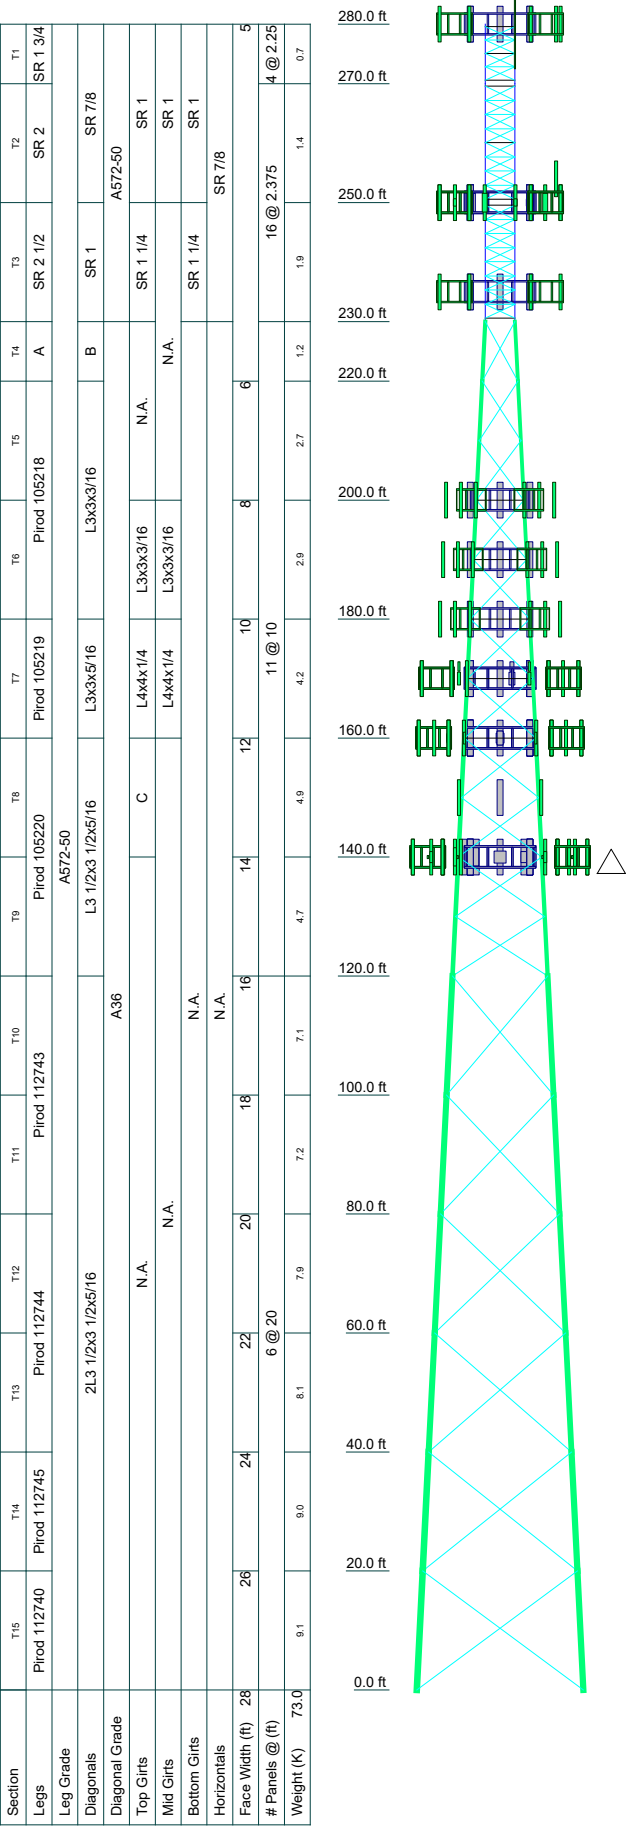 Section T15 T14 T13 T12 T11 T10 T9 T8 T7 T6 T5 T4 T3 T2 T1
Legs Pirod 112740 Pirod 112745 Pirod 112744 Pirod 112743 Pirod 105220 Pirod 105219 Pirod 105218 A SR 2 1/2 SR 2 SR 1 3/4
Leg Grade A572-50
Diagonals 2L3 1/2x3 1/2x5/16 L3 1/2x3 1/2x5/16 L3x3x5/16 L3x3x3/16 B SR 1 SR 7/8
Diagonal Grade A36 A572-50
Top Girts N.A. C L4x4x1/4 L3x3x3/16 N.A. SR 1 1/4 SR 1
Mid Girts N.A. L4x4x1/4 L3x3x3/16 N.A. SR 1
Bottom Girts N.A. SR 1 1/4 SR 1
Horizontals N.A. SR 7/8
Face Width (ft) 28 26 24 22 20 18 16 14 12 10 8 6 5
# Panels @ (ft) 6 @ 20 11 @ 10 16 @ 2.375 4 @ 2.25
Weight (K) 73.0 9.1 9.0 8.1 7.9 7.2 7.1 4.7 4.9 4.2 2.9 2.7 1.2 1.9 1.4 0.7
280.0 ft
270.0 ft
250.0 ft
230.0 ft
220.0 ft
200.0 ft
180.0 ft
160.0 ft
140.0 ft
120.0 ft
100.0 ft
80.0 ft
60.0 ft
40.0 ft
20.0 ft
0.0 ft